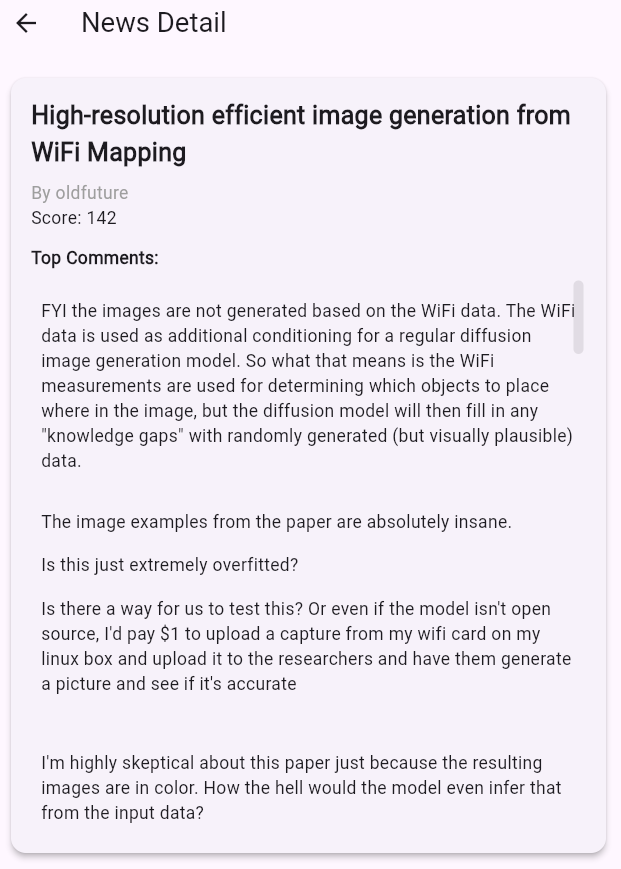 News Detail
High-resolution efficient image generation from
WiFi Mapping
By oldfuture
Score: 142
Top Comments:
FYI the images are not generated based on the WiFi data. The WiFi
data is used as additional conditioning for a regular diffusion
image generation model. So what that means is the WiFi
measurements are used for determining which objects to place
where in the image, but the diffusion model will then fill in any
"knowledge gaps" with randomly generated (but visually plausible)
data.
The image examples from the paper are absolutely insane.
Is this just extremely overfitted?
Is there a way for us to test this? Or even if the model isn't open
source, I'd pay $1 to upload a capture from my wifi card on my
linux box and upload it to the researchers and have them generate
a picture and see if it's accurate
I'm highly skeptical about this paper just because the resulting
images are in color. How the hell would the model even infer that
from the input data?